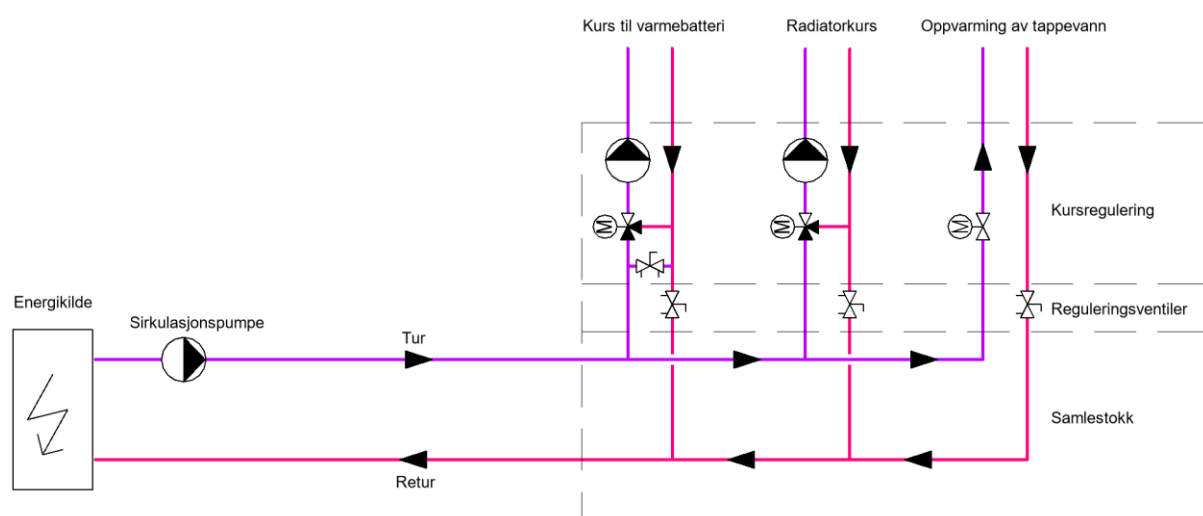 Kurs til varmebatteri
Radiatorkurs
Oppvarming av tappevann
M
M
M
Kursregulering
Energikilde
Sirkulasjonspumpe
Tur
Reguleringsventiler
Samlestokk
Retur